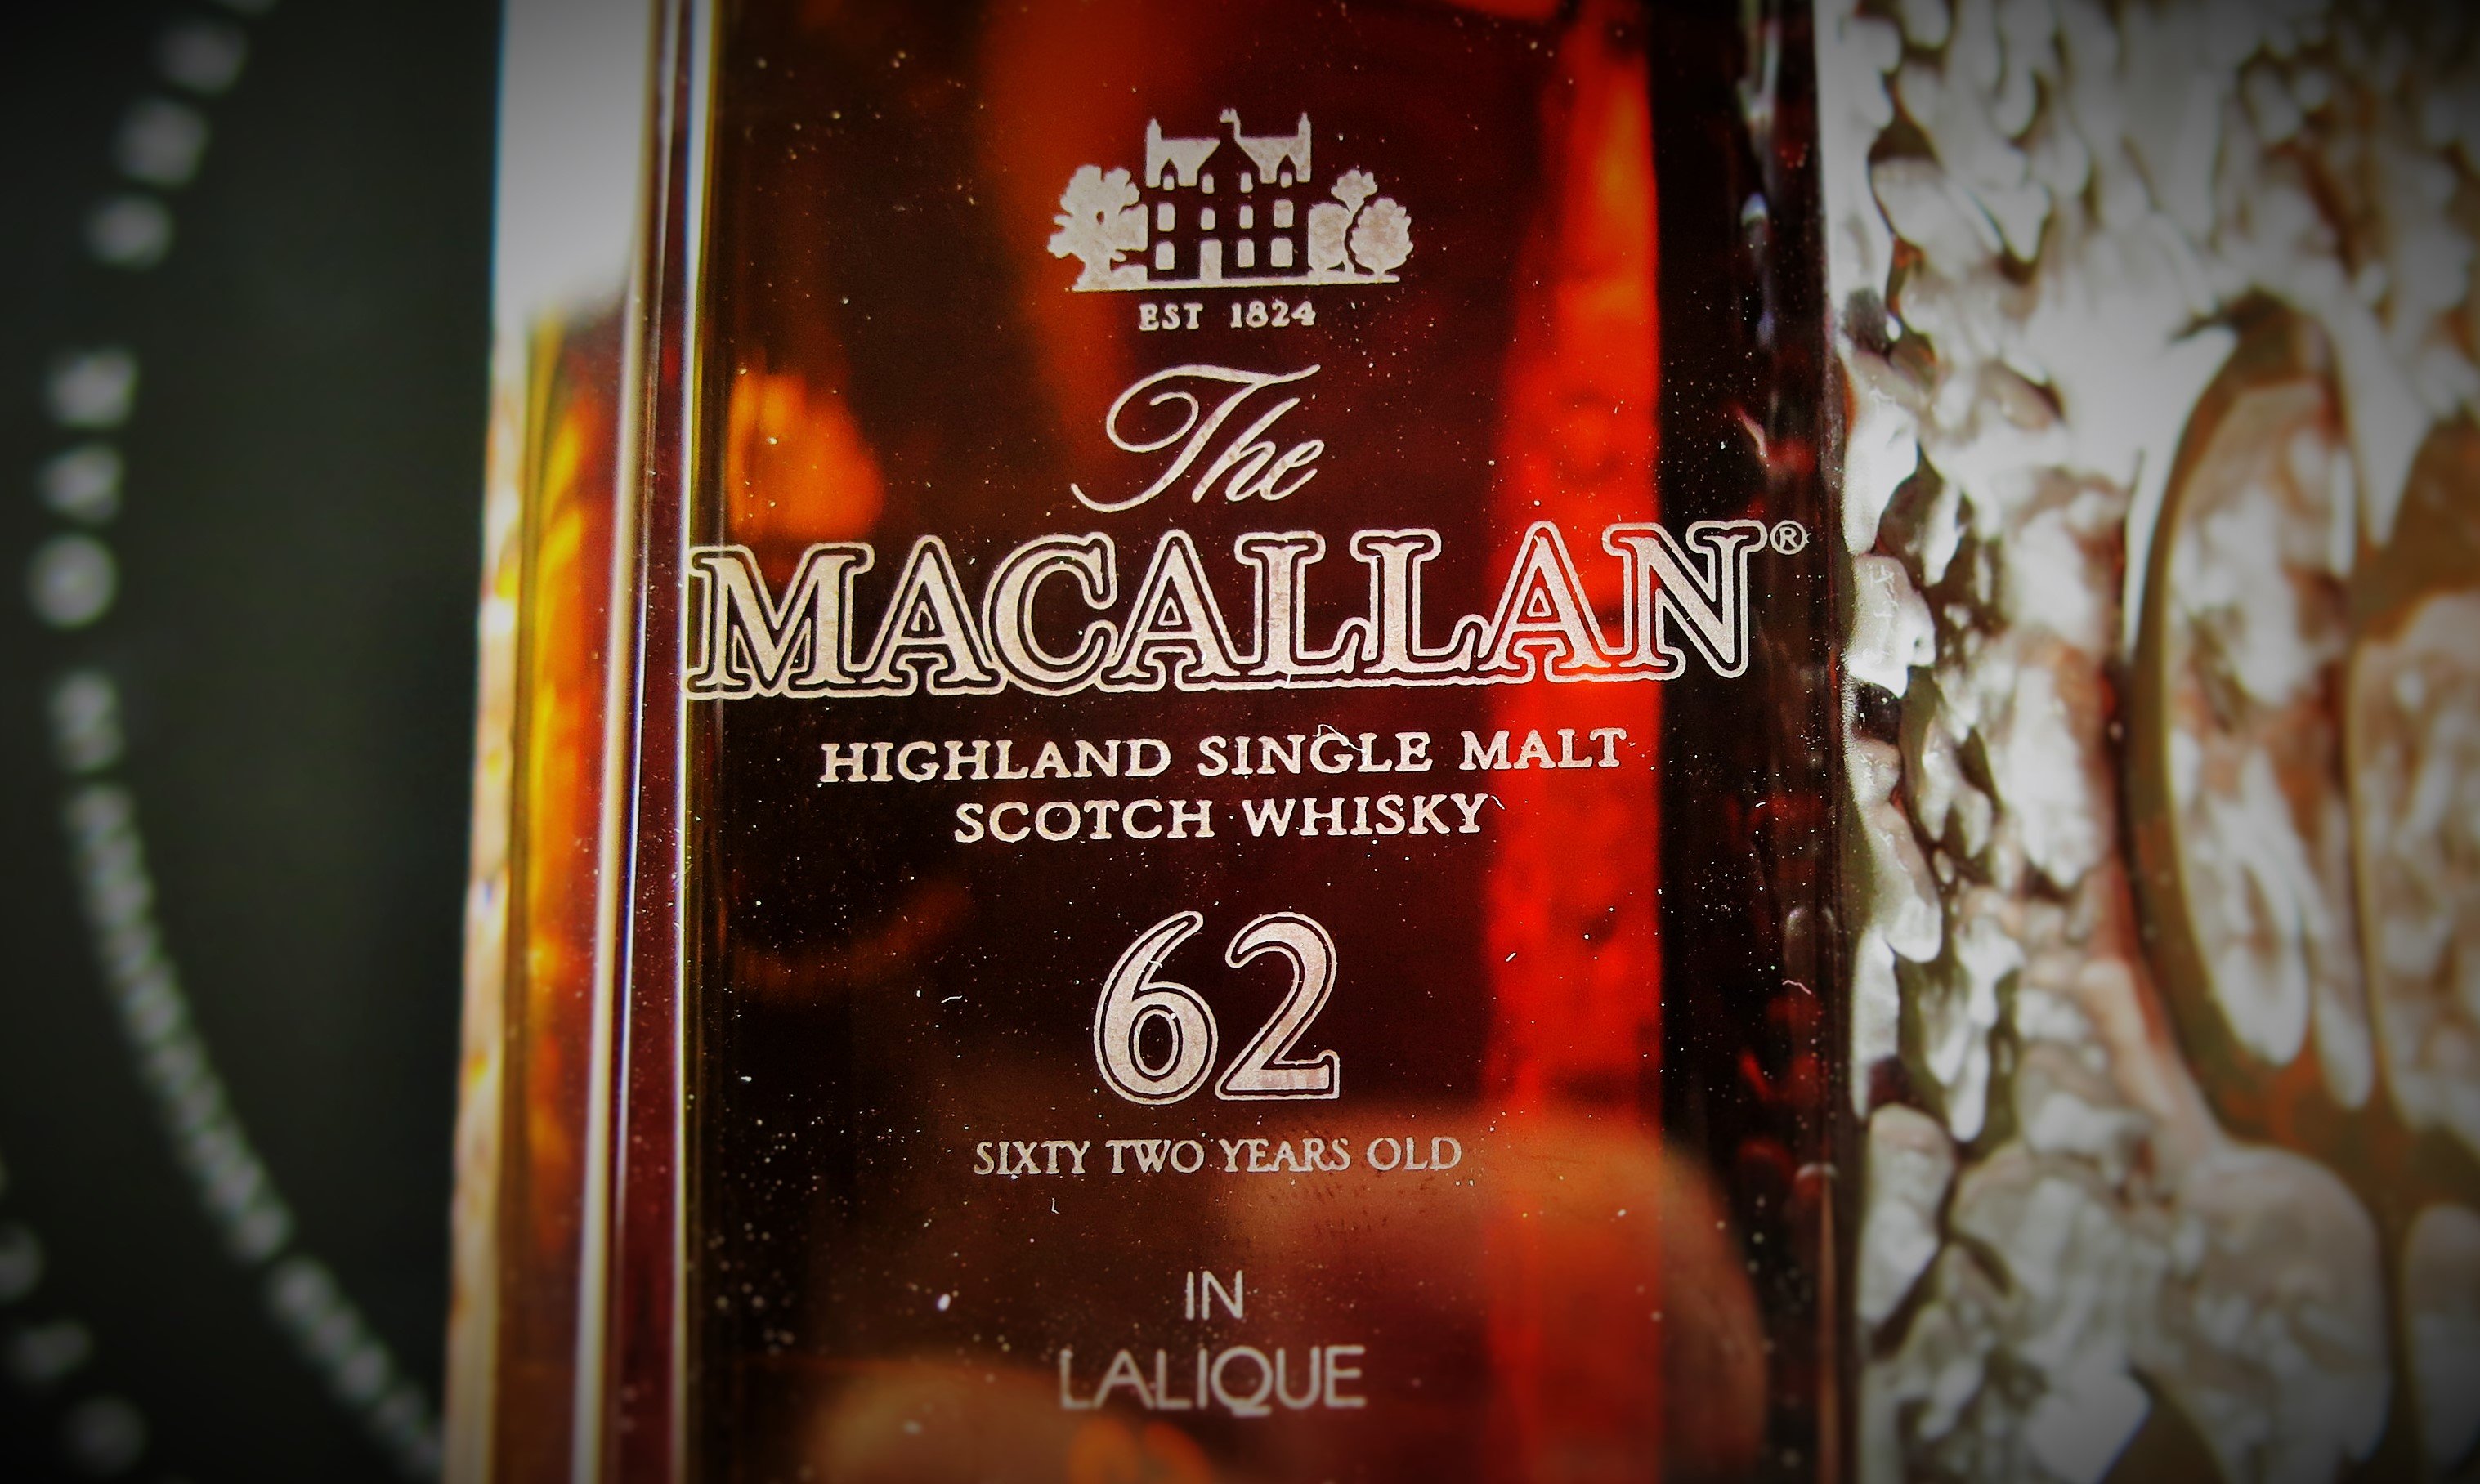 EST 1824
The
MACALLAN®
HIGHLAND SINGLE MALT
SCOTCH WHISKY
62
SIXTY TWO YEARS OLD
IN
LALIQUE